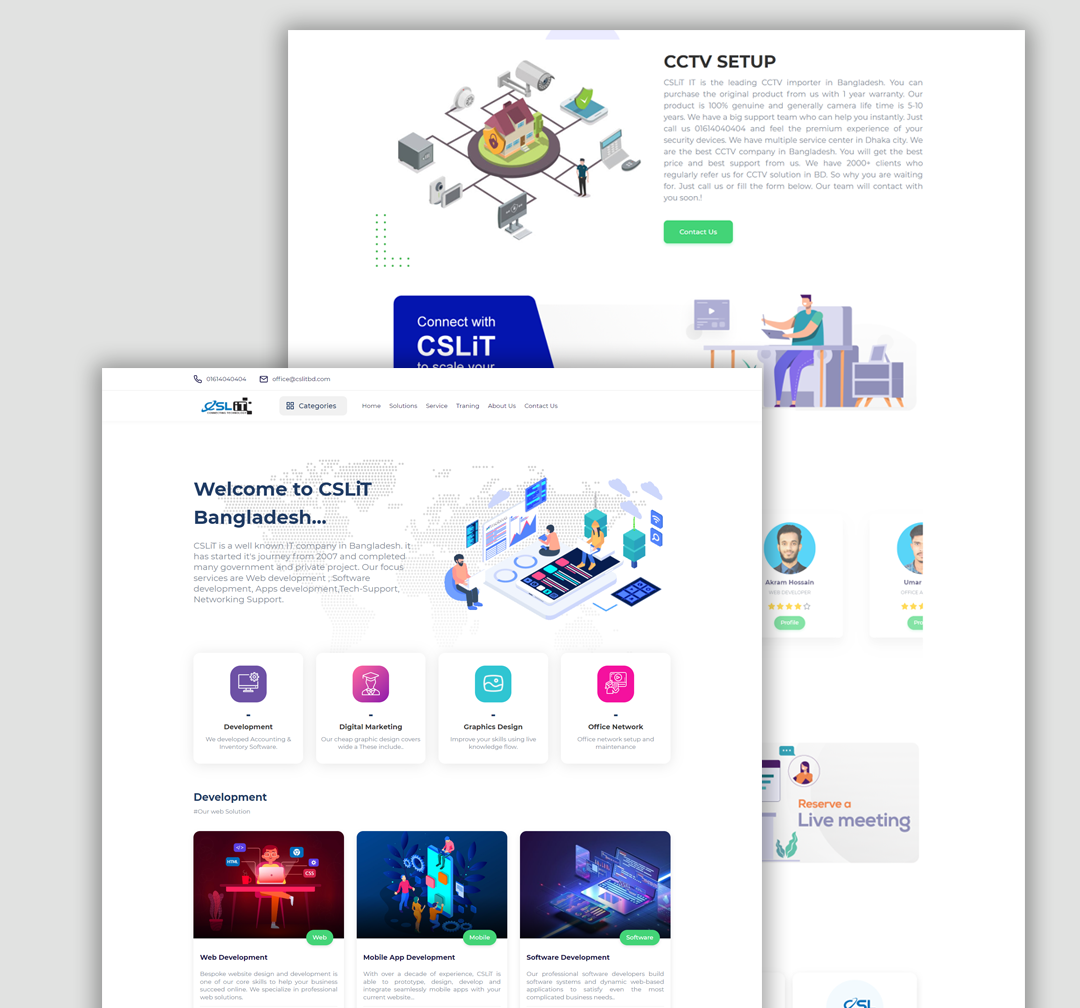 CCTV SETUP
CSLiT IT is the leading CCTV importer in Bangladesh. You can
purchase the original product from us with 1 year warranty. Our
product is 100% genuine and generally camera life time is 5-10
years. We have a big support team who can help you instantly. Just
call us 01614040404 and feel the premium experience of your
security devices. We have multiple service center in Dhaka city. We
are the best CCTV company in Bangladesh. You will get the best
price and best support from us. We have 2000+ clients who
regularly refer us for CCTV solution in BD. So why you are waiting
for. Just call us or fill the form below. Our team will contact with
you soon.!
Contact Us
Connect with
CSLiT
to scale your
01614040404 office@cslitbd.com
CSL iT
Categories Home Solutions Service Traning About Us Contact Us
Welcome to CSLiT
Bangladesh...
CSLiT is a well known IT company in Bangladesh. it
has started it's journey from 2007 and completed
many government and private project. Our focus
services are Web development , Software
development, Apps development,Tech-Support,
Networking Support.
Akram Hossain
WEB DEVELOPER
Profile
Umar
OFFICE A
Pro
-
Development
We developed Accounting &
Inventory Software
-
Digital Marketing
Our cheap graphic design covers
wide a These include,
-
Graphics Design
Improve your skills using live
knowledge flow.
-
Office Network
Office network setup and
maintenance
Reserve a
Live meeting
Development
#Our web Solution
HTML
CSS
Web
Web Development
Bespoke website design and development is
one of our core skills to help your business
succeed online. We specialize in professional
web solutions.
Mobile
Mobile App Development
With over a decade of experience, CSLiT is
able to prototype, design, develop and
integrate seamlessly mobile apps with your
current website...
Software
Software Development
Our professional software developers build
software systems and dynamic web-based
applications to satisfy even the most
complicated business needs..
CSL